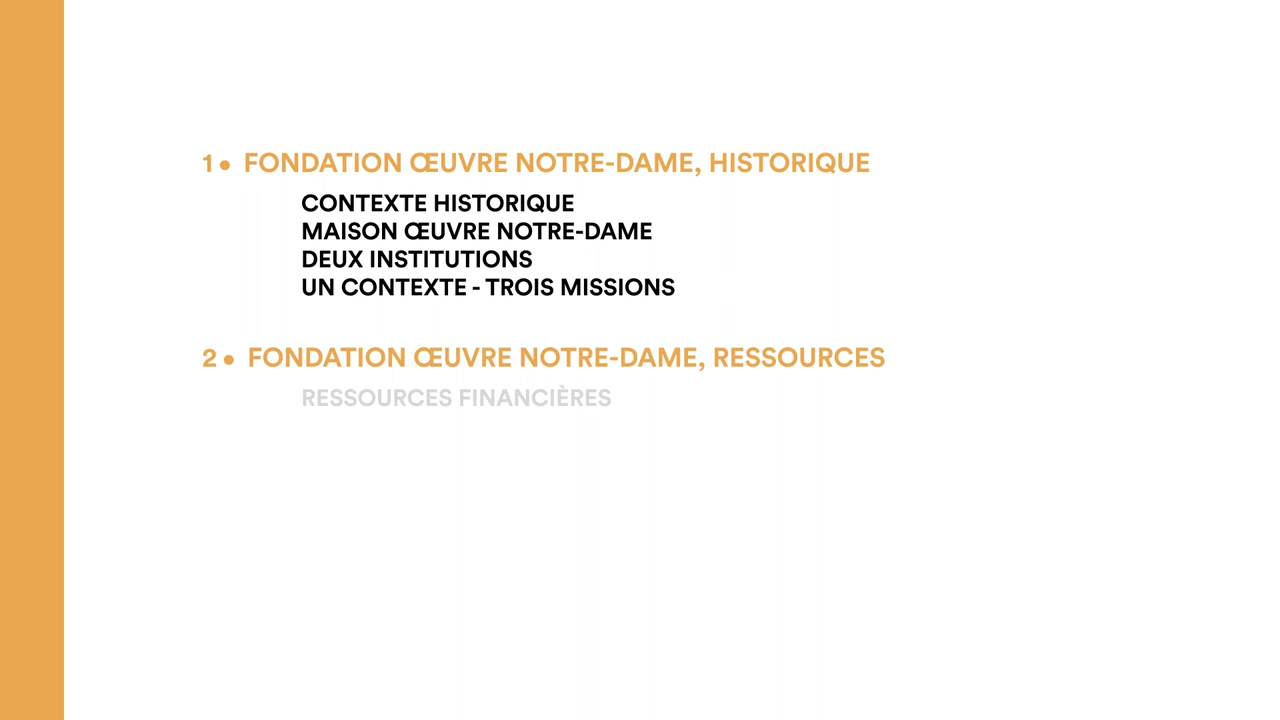 1 • FONDATION ŒUVRE NOTRE-DAME, HISTORIQUE
CONTEXTE HISTORIQUE
MAISON ŒUVRE NOTRE-DAME
DEUX INSTITUTIONS
UN CONTEXTE - TROIS MISSIONS
2 • FONDATION ŒUVRE NOTRE-DAME, RESSOURCES
RESSOURCES FINANCIÈRES